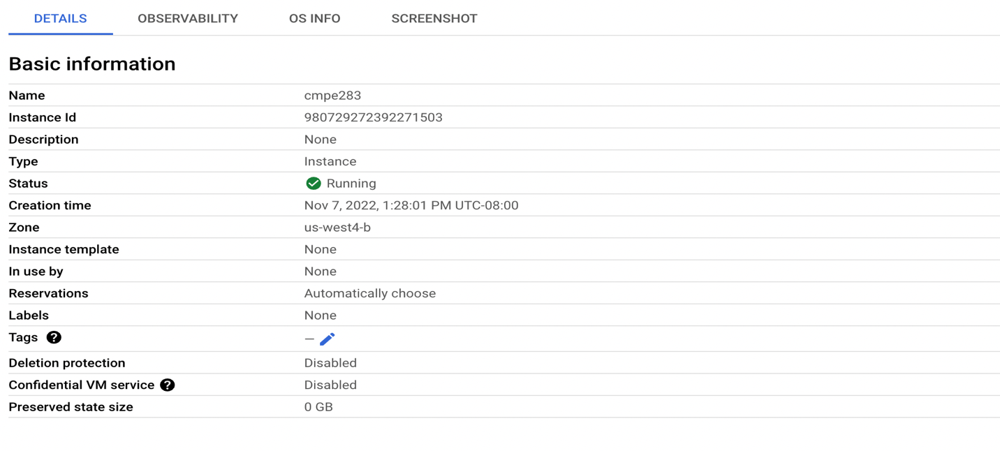 DETAILS OBSERVABILITY OS INFO SCREENSHOT
Basic information
Name cmpe283
Instance Id 980729272392271503
Description None
Type Instance
Status Running
Creation time Nov 7, 2022, 1:28:01 PM UTC-08:00
Zone us-west4-b
Instance template None
In use by None
Reservations Automatically choose
Labels None
Tags ? —
Deletion protection Disabled
Confidential VM service ? Disabled
Preserved state size 0 GB